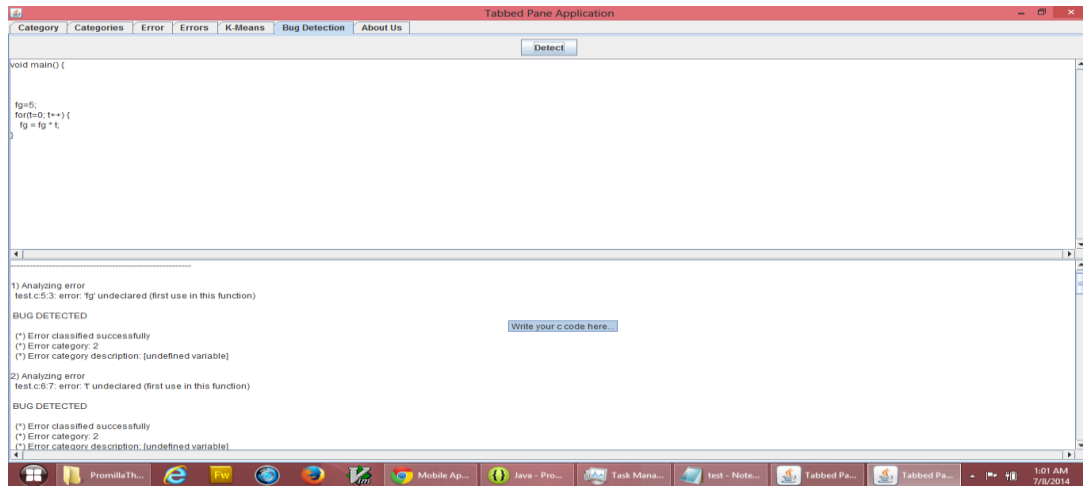 Tabbed Pane Application
Category Categories Error Errors K-Means Bug Detection About Us
Detect
void main() {
fg=5;
for(t=0; t++) {
fg = fg * t;
}
----------------------------------------------------------------
1) Analyzing error
test.c:5:3: error: 'fg' undeclared (first use in this function)
BUG DETECTED
(*) Error classified successfully
(*) Error category: 2
(*) Error category description: [undefined variable]
2) Analyzing error
test.c:6:7: error: 't' undeclared (first use in this function)
BUG DETECTED
(*) Error classified successfully
(*) Error category: 2
(*) Error category description: [undefined variable]
Write your c code here...
PromillaTh... Fw Vim Mobile Ap... Java - Pro... Task Mana... test - Note... Tabbed Pa... Tabbed Pa... 1:01 AM
7/8/2014